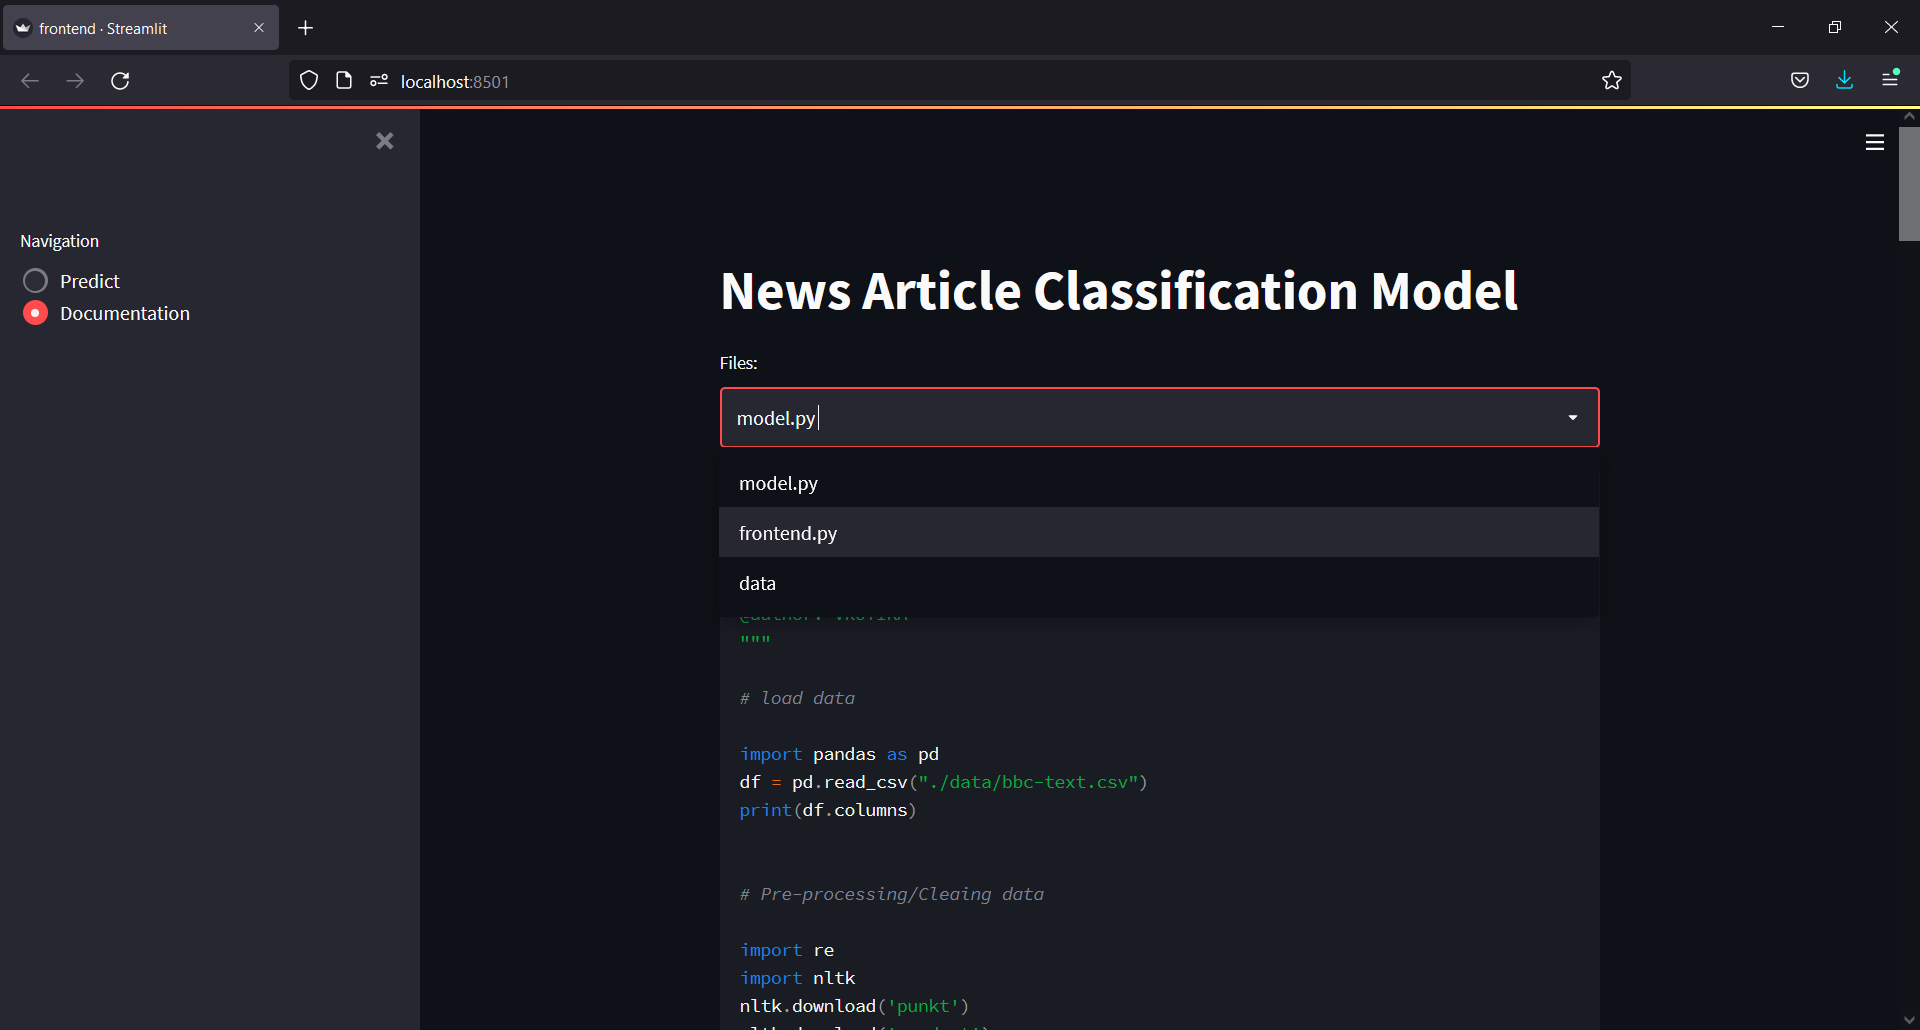 frontend · Streamlit
localhost:8501
Navigation
Predict
Documentation
News Article Classification Model
Files:
model.py
model.py
frontend.py
data
"""
# load data
import pandas as pd
df = pd.read_csv("./data/bbc-text.csv")
print(df.columns)
# Pre-processing/Cleaing data
import re
import nltk
nltk.download('punkt')